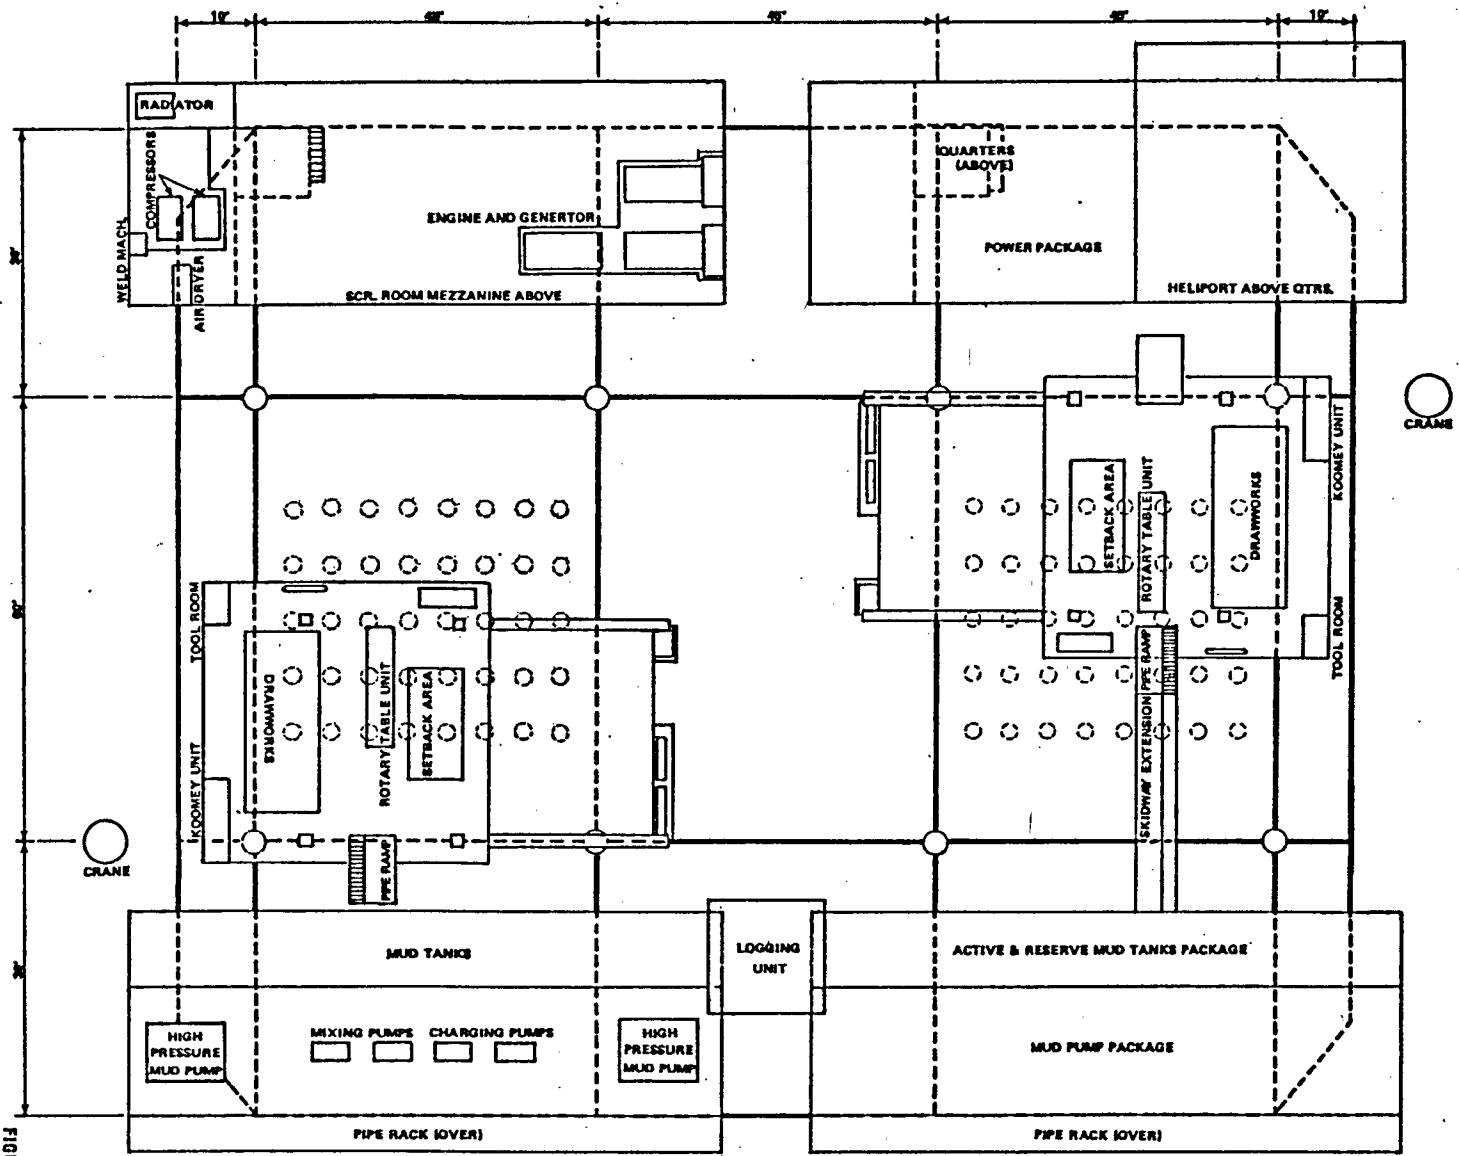 10'
45'
45'
10'
RADIATOR
COMPRESSORS
WELD MACH.
AIR DRYER
ENGINE AND GENERTOR
SCR. ROOM MEZZANINE ABOVE
QUARTERS
(ABOVE)
POWER PACKAGE
HELIPORT ABOVE QTRS.
CRANE
KOOMEY UNIT
SETBACK AREA
ROTARY TABLE UNIT
DRAWWORKS
TOOL ROOM
PIPE RAMP
SKIDWAY EXTENSION
60'
TOOL ROOM
DRAWWORKS
ROTARY TABLE UNIT
SETBACK AREA
KOOMEY UNIT
PIPE RAMP
CRANE
MUD TANKS
LOGGING
UNIT
ACTIVE & RESERVE MUD TANKS PACKAGE
HIGH
PRESSURE
MUD PUMP
MIXING PUMPS
CHARGING PUMPS
HIGH
PRESSURE
MUD PUMP
MUD PUMP PACKAGE
PIPE RACK (OVER)
PIPE RACK (OVER)